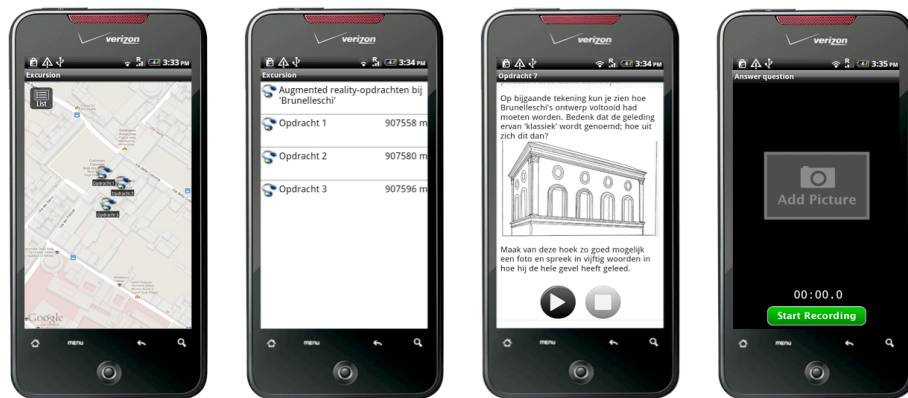 verizon
3:33 PM
Excursion
List
Opdracht 1
Opdracht 2
Opdracht 3
Google
MENU
verizon
3:34 PM
Excursion
Augmented reality-opdrachten bij
'Brunelleschi'
Opdracht 1 907558 m
Opdracht 2 907580 m
Opdracht 3 907596 m
MENU
verizon
3:34 PM
Opdracht 7
Op bijgaande tekening kun je zien hoe
Brunelleschi's ontwerp voltooid had
moeten worden. Bedenk dat de geleding
ervan 'klassiek' wordt genoemd; hoe uit
zich dit dan?
Maak van deze hoek zo goed mogelijk
een foto en spreek in vijftig woorden in
hoe hij de hele gevel heeft geleed.
MENU
verizon
3:35 PM
Answer question
Add Picture
00:00.0
Start Recording
MENU